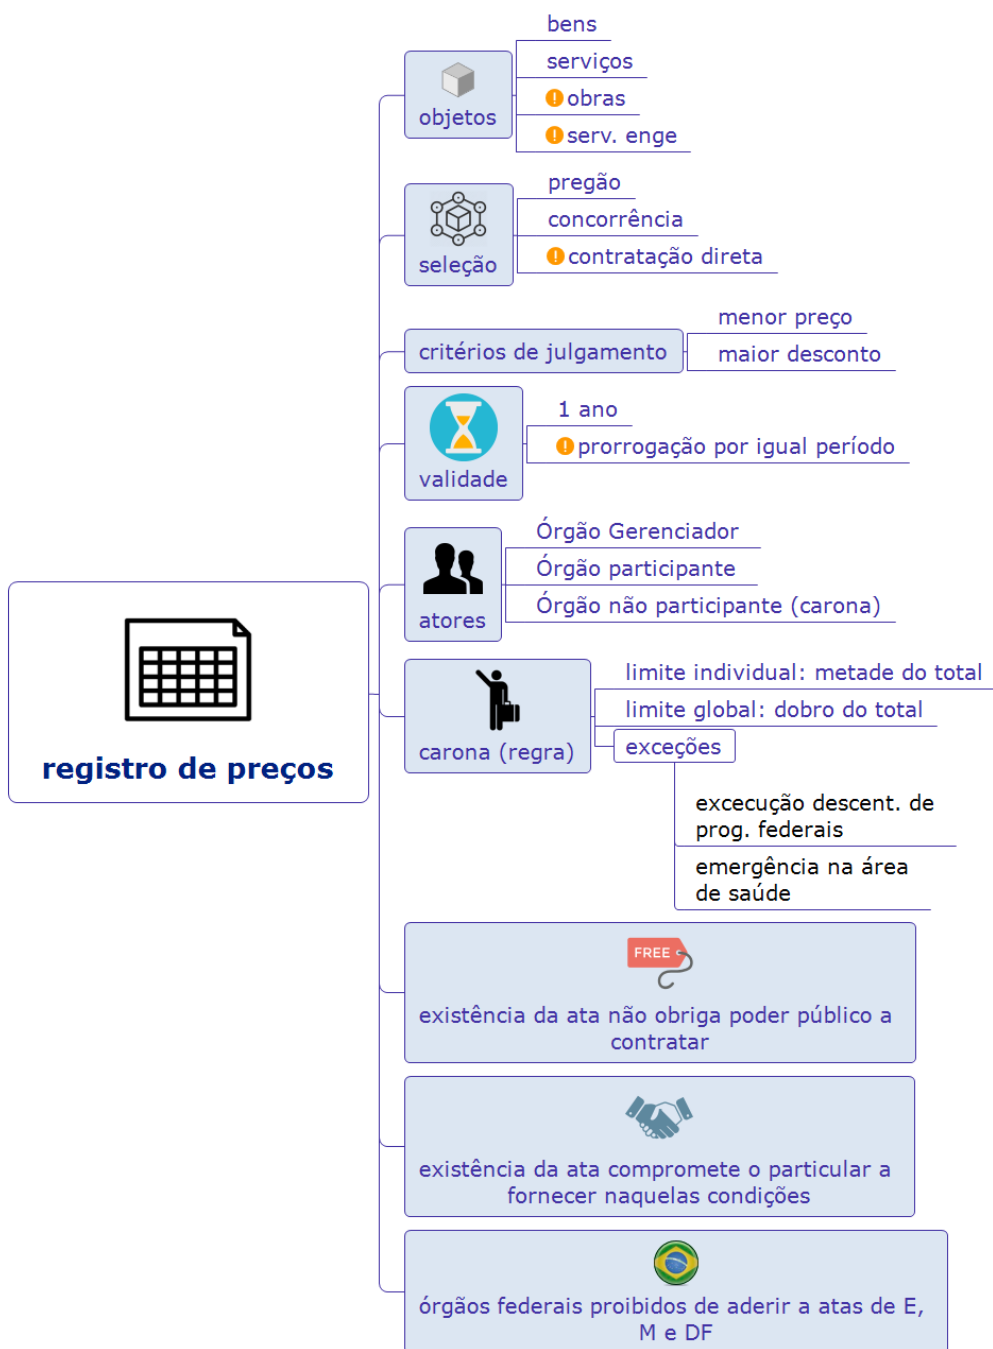 bens
serviços
obras
serv. enge
objetos
pregão
concorrência
contratação direta
seleção
critérios de julgamento
menor preço
maior desconto
1 ano
prorrogação por igual período
validade
Órgão Gerenciador
Órgão participante
Órgão não participante (carona)
atores
limite individual: metade do total
limite global: dobro do total
exceções
carona (regra)
excecução descent. de
prog. federais
emergência na área
de saúde
registro de preços
FREE
existência da ata não obriga poder público a
contratar
existência da ata compromete o particular a
fornecer naquelas condições
órgãos federais proibidos de aderir a atas de E,
M e DF